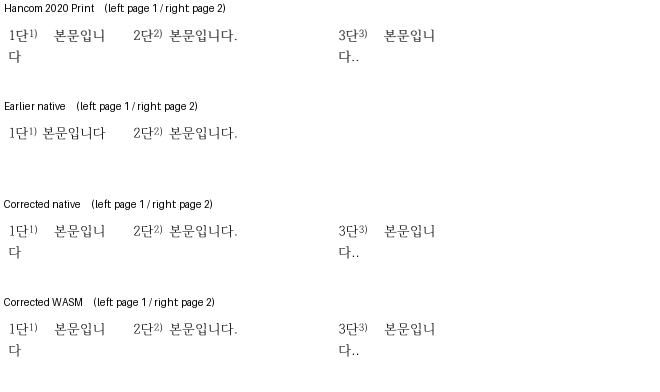 Hancom 2020 Print (left page 1 / right page 2)
1단1) 본문입니 2단2) 본문입니다. 3단3) 본문입니
다 다..
Earlier native (left page 1 / right page 2)
1단1) 본문입니다 2단2) 본문입니다.
Corrected native (left page 1 / right page 2)
1단1) 본문입니 2단2) 본문입니다. 3단3) 본문입니
다 다..
Corrected WASM (left page 1 / right page 2)
1단1) 본문입니 2단2) 본문입니다. 3단3) 본문입니
다 다..